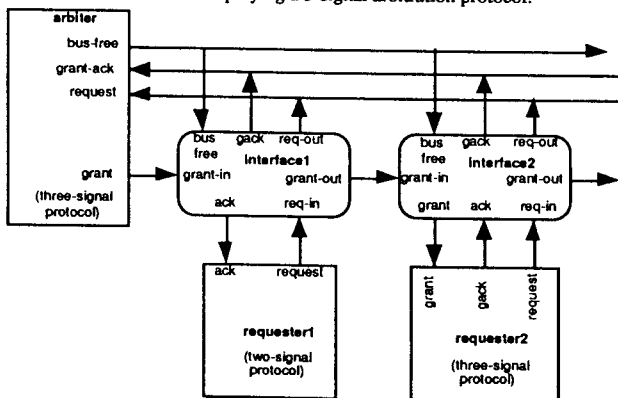 arbiter
bus-free
grant-ack
request
grant
(three-signal
protocol)
bus
free
gack
req-out
interface1
grant-in
grant-out
ack
req-in
bus
free
gack
req-out
interface2
grant-in
grant-out
grant
ack
req-in
ack
request
requester1
(two-signal
protocol)
grant
gack
request
requester2
(three-signal
protocol)